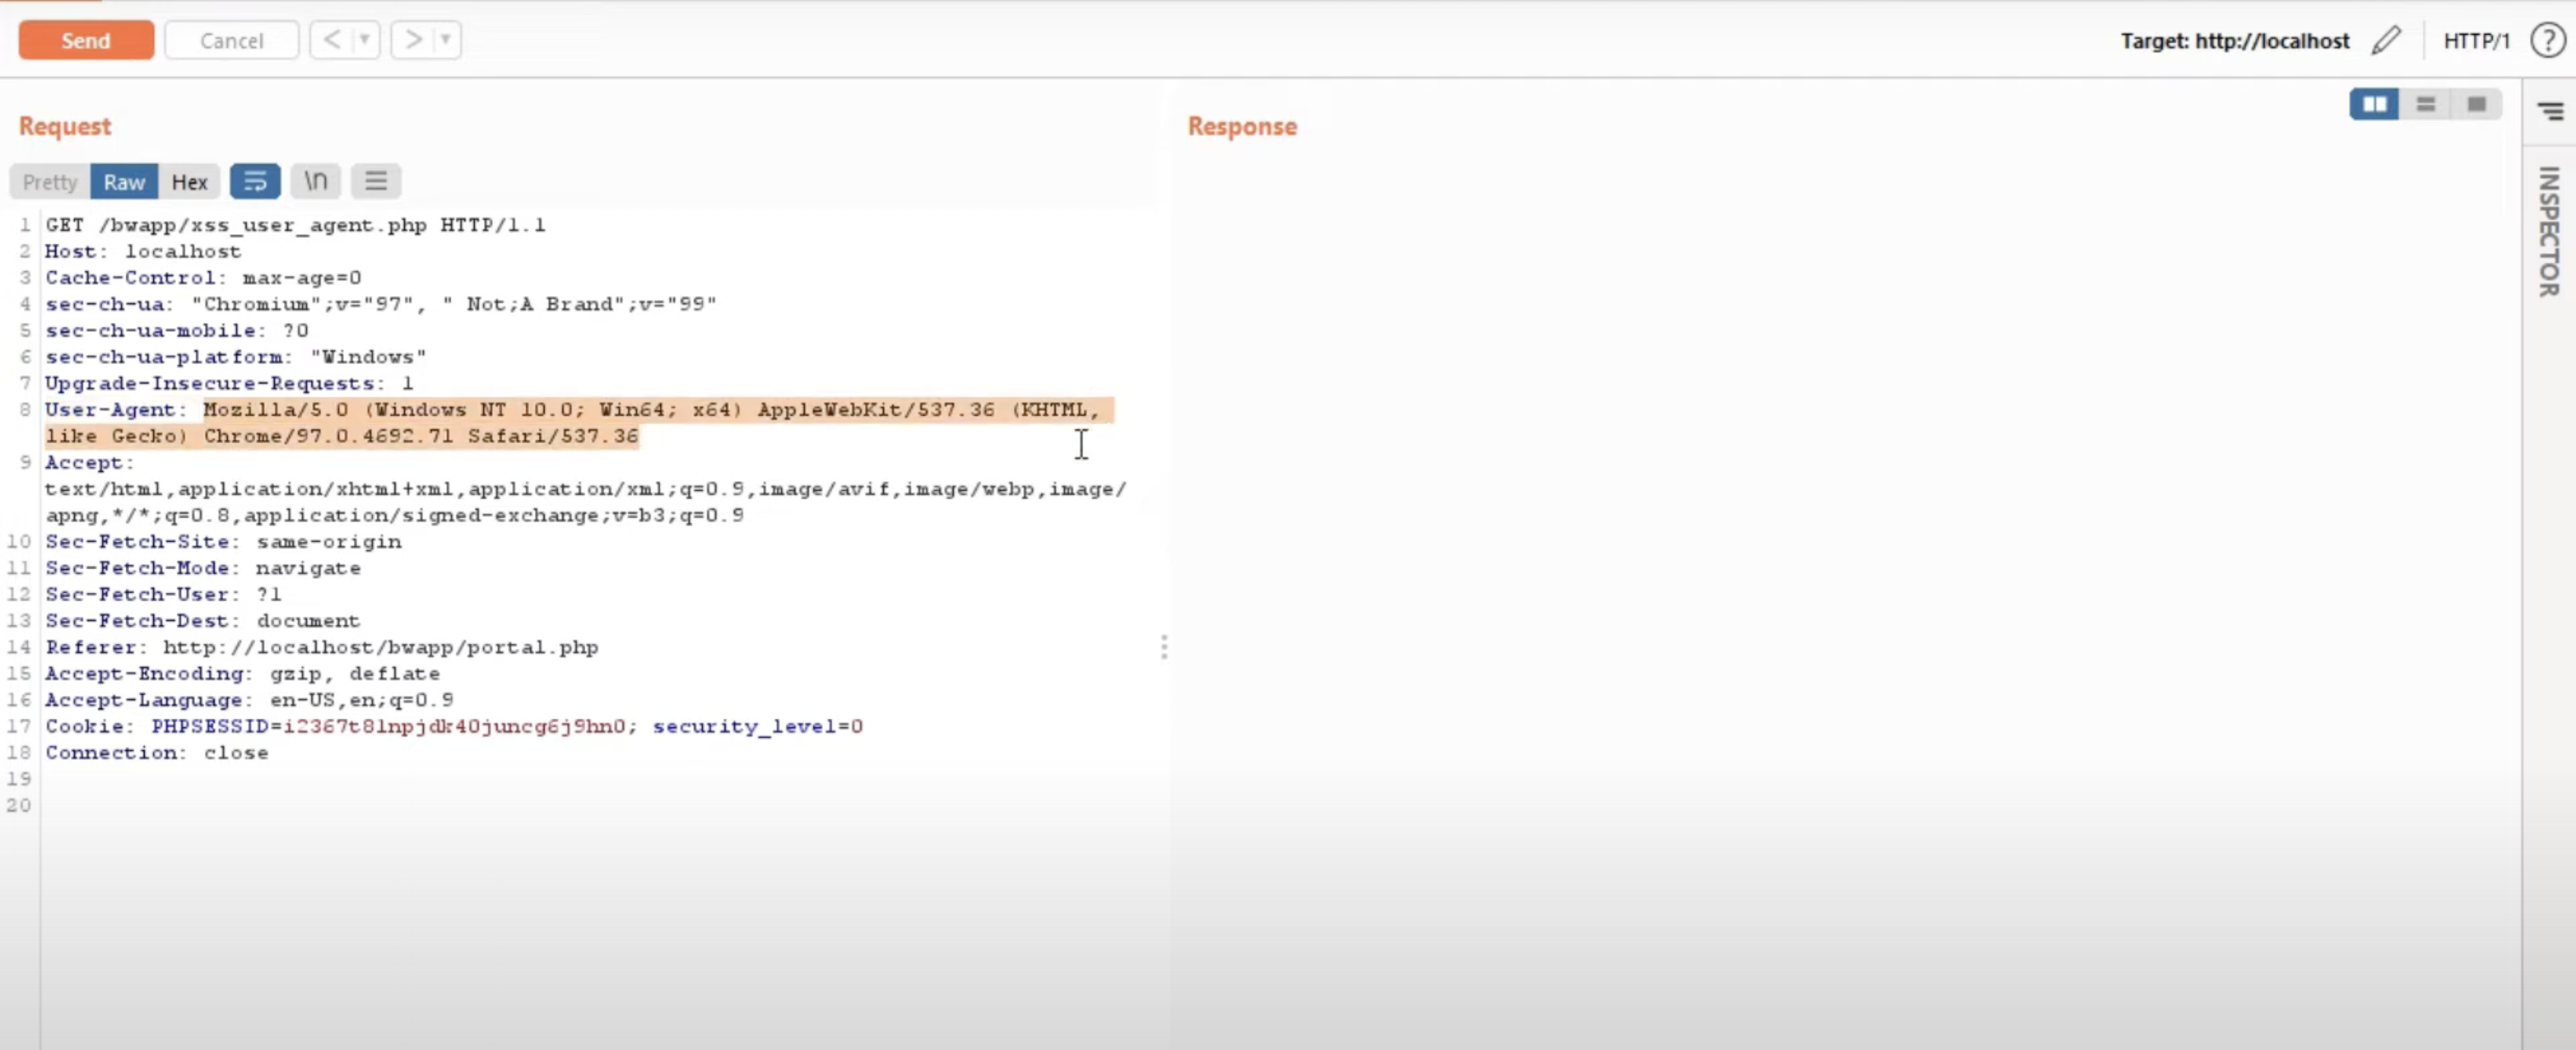 Send Cancel < >
Target: http://localhost HTTP/1 ?
Request
Response
Pretty Raw Hex \n
INSPECTOR
1 GET /bwapp/xss_user_agent.php HTTP/1.1
2 Host: localhost
3 Cache-Control: max-age=0
4 sec-ch-ua: "Chromium";v="97", " Not;A Brand";v="99"
5 sec-ch-ua-mobile: ?0
6 sec-ch-ua-platform: "Windows"
7 Upgrade-Insecure-Requests: 1
8 User-Agent: Mozilla/5.0 (Windows NT 10.0; Win64; x64) AppleWebKit/537.36 (KHTML,
like Gecko) Chrome/97.0.4692.71 Safari/537.36
9 Accept:
text/html,application/xhtml+xml,application/xml;q=0.9,image/avif,image/webp,image/
apng,*/*;q=0.8,application/signed-exchange;v=b3;q=0.9
10 Sec-Fetch-Site: same-origin
11 Sec-Fetch-Mode: navigate
12 Sec-Fetch-User: ?1
13 Sec-Fetch-Dest: document
14 Referer: http://localhost/bwapp/portal.php
15 Accept-Encoding: gzip, deflate
16 Accept-Language: en-US,en;q=0.9
17 Cookie: PHPSESSID=i2367t8lnpjdk40juncg6j9hn0; security_level=0
18 Connection: close
19
20